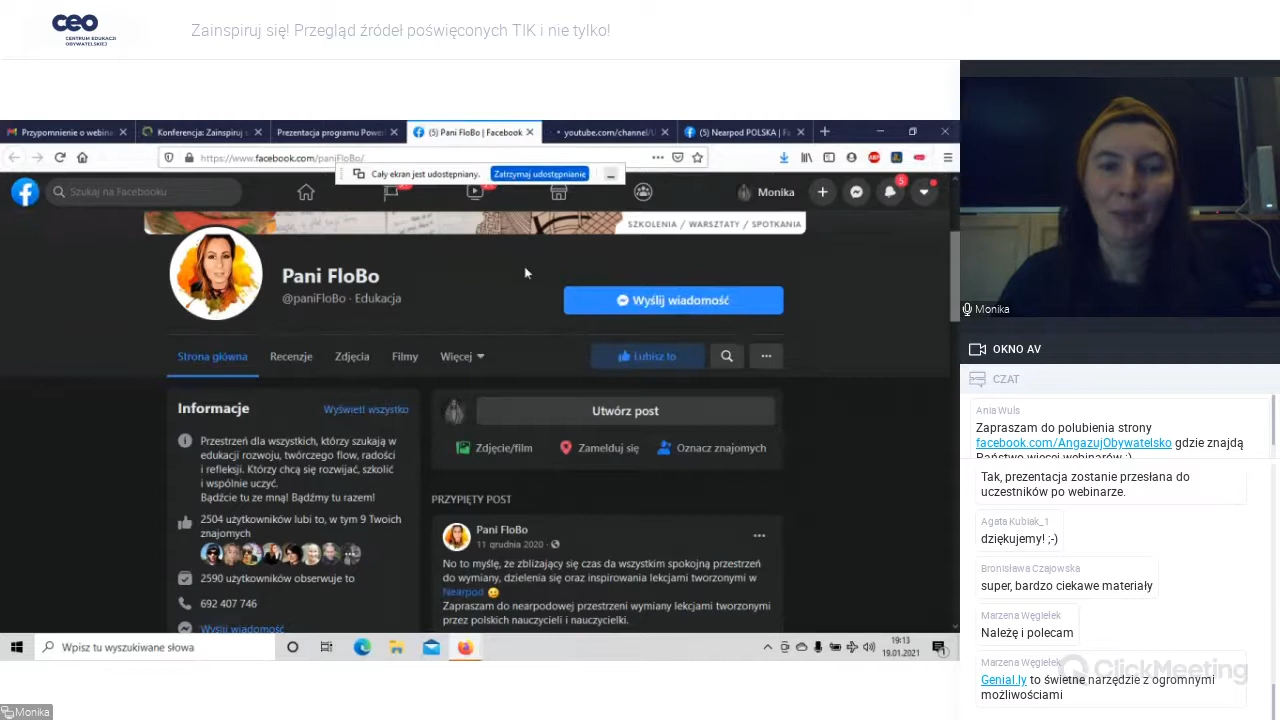 ceo
CENTRUM EDUKACJI
OBYWATELSKIEJ
Zainspiruj się! Przegląd źródeł poświęconych TIK i nie tylko!
Przypomnienie o webina
Konferencja: Zainspiruj s
Prezentacja programu Powe
(5) Pani FloBo | Facebook
youtube.com/channel/U
(5) Nearpod POLSKA | Fa
https://www.facebook.com/paniFloBo/
ABP
Cały ekran jest udostępniany.
Zatrzymaj udostępnianie
Szukaj na Facebooku
Monika
5
SZKOLENIA / WARSZTATY / SPOTKANIA
Pani FloBo
@paniFloBo · Edukacja
Wyślij wiadomość
Strona główna
Recenzje
Zdjęcia
Filmy
Więcej
Lubisz to
Informacje
Wyświetl wszystko
Przestrzeń dla wszystkich, którzy szukają w
edukacji rozwoju, twórczego flow, radości
i refleksji. Którzy chcą się rozwijać, szkolić
i wspólnie uczyć.
Bądźcie tu ze mną! Bądźmy tu razem!
2504 użytkowników lubi to, w tym 9 Twoich
znajomych
2590 użytkowników obserwuje to
692 407 746
Wyślij wiadomość
Utwórz post
Zdjęcie/film
Zamelduj się
Oznacz znajomych
PRZYPIĘTY POST
Pani FloBo
11 grudnia 2020
No to myślę, że zbliżający się czas da wszystkim spokojną przestrzeń
do wymiany, dzielenia się oraz inspirowania lekcjami tworzonymi w
Nearpod
Zapraszam do nearpodowej przestrzeni wymiany lekcjami tworzonymi
przez polskich nauczycieli i nauczycielki.
Wpisz tu wyszukiwane słowa
19:13
19.01.2021
1
Monika
Monika
OKNO AV
CZAT
Ania Wuls
Zapraszam do polubienia strony
facebook.com/AngazujObywatelsko gdzie znajdą
Państwo więcej webinarów :)
Tak, prezentacja zostanie przesłana do
uczestników po webinarze.
Agata Kubiak_1
dziękujemy! ;-)
Bronisława Czajowska
super, bardzo ciekawe materiały
Marzena Węglełek
Należę i polecam
Marzena Węglełek
Genial.ly to świetne narzędzie z ogromnymi
możliwościami
ClickMeeting